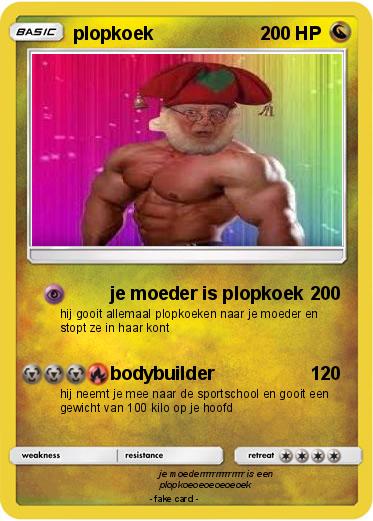 BASIC plopkoek 200 HP
je moeder is plopkoek 200
hij gooit allemaal plopkoeken naar je moeder en
stopt ze in haar kont
bodybuilder 120
hij neemt je mee naar de sportschool en gooit een
gewicht van 100 kilo op je hoofd
weakness resistance retreat
je moederrrrrrrrrrrrr is een
plopkoeoeoeoeoeoek
- fake card -